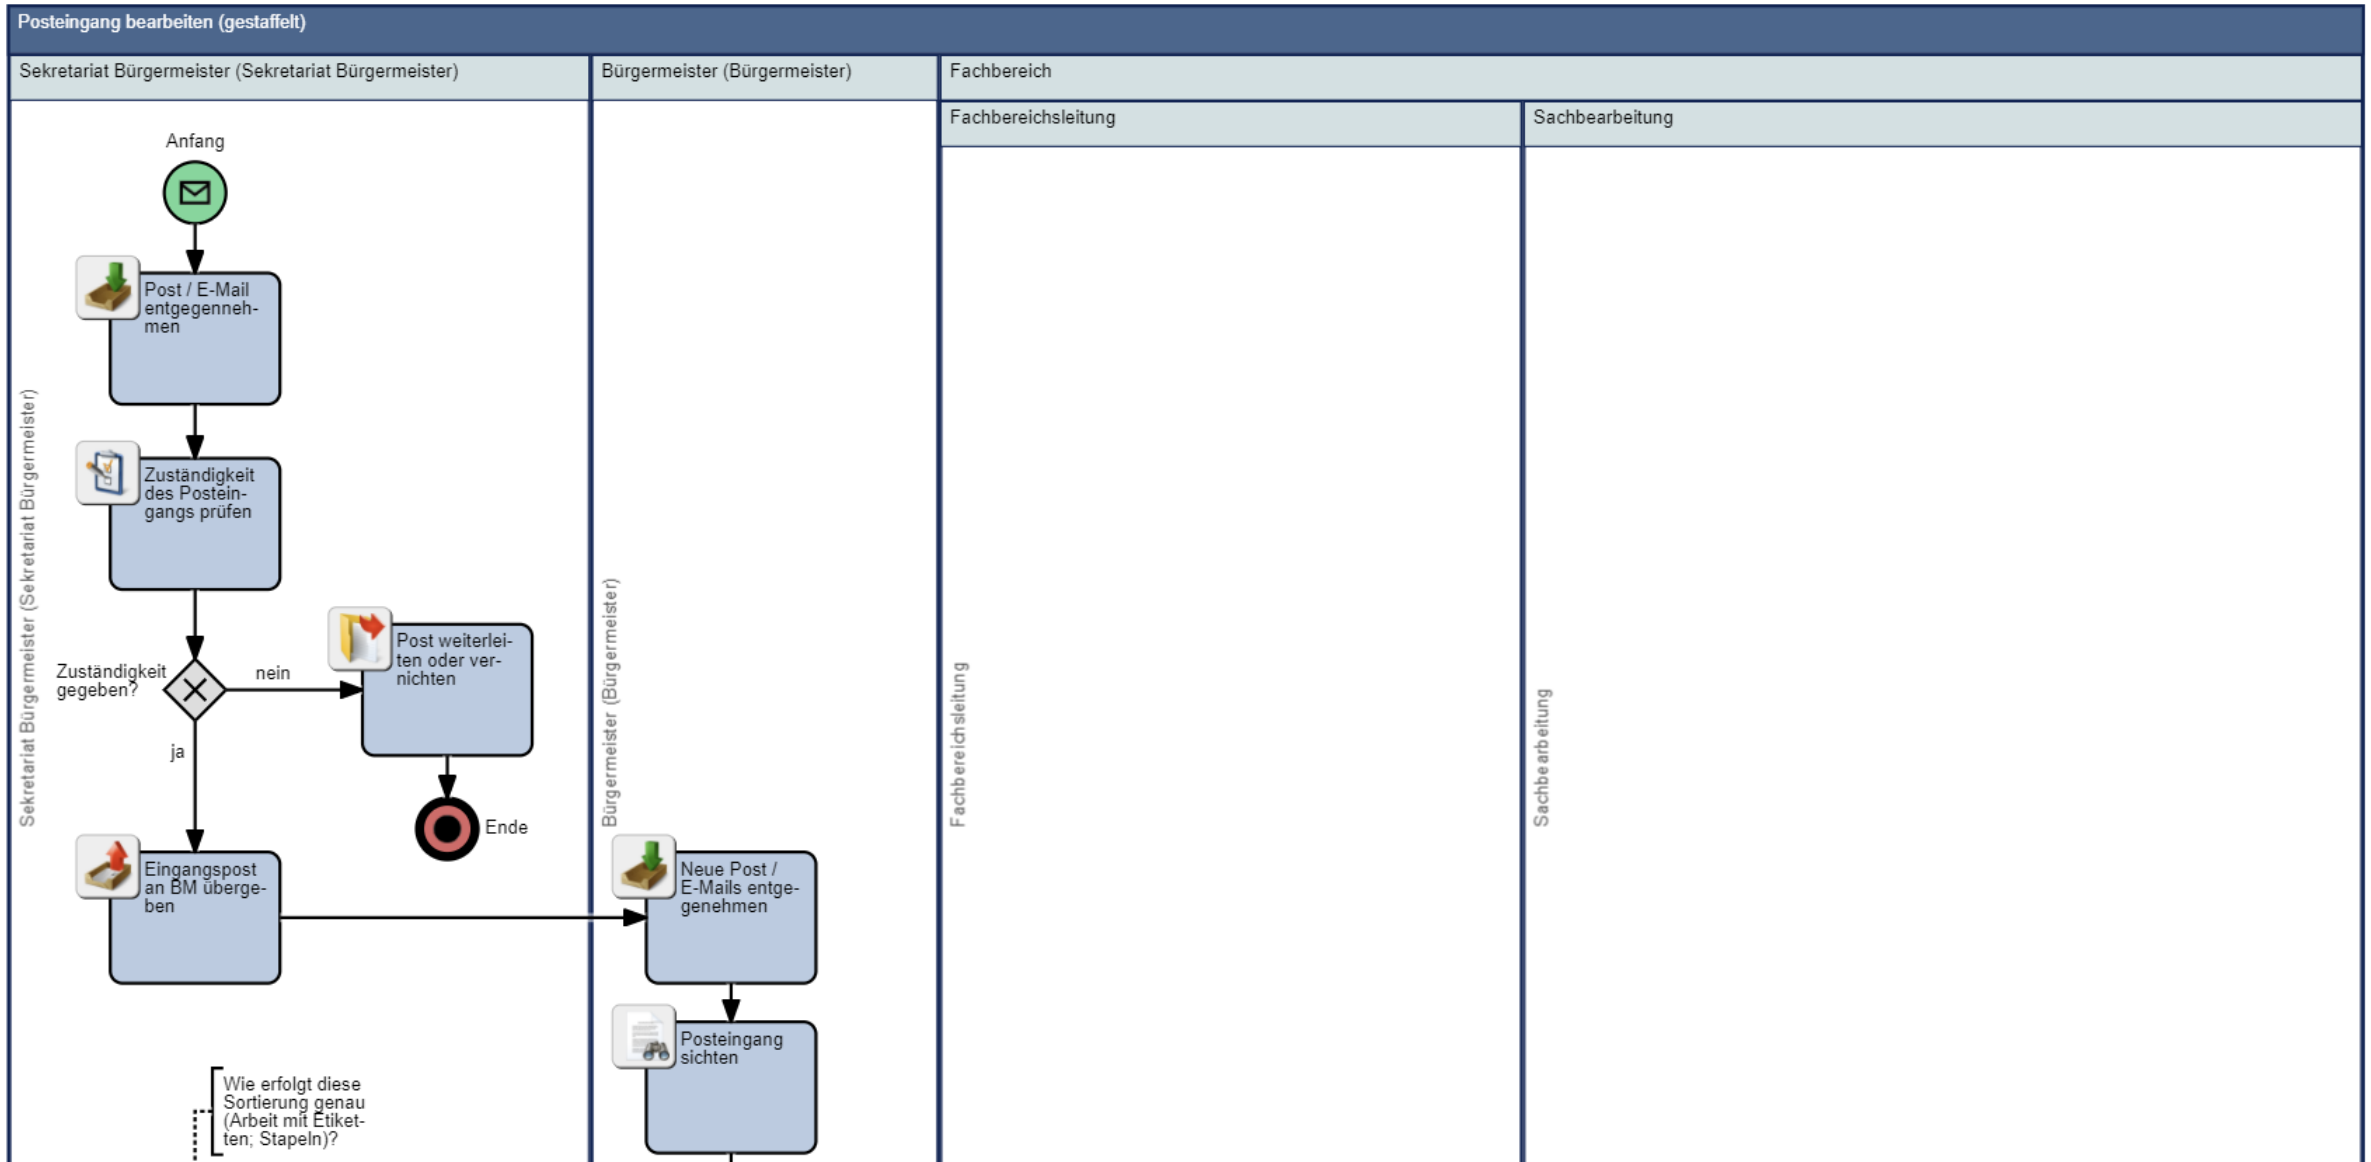 Posteingang bearbeiten (gestaffelt)
Sekretariat Bürgermeister (Sekretariat Bürgermeister)
Bürgermeister (Bürgermeister)
Fachbereich
Fachbereichsleitung
Sachbearbeitung
Sekretariat Bürgermeister (Sekretariat Bürgermeister)
Anfang
Post / E-Mail
entgegenneh-
men
Zuständigkeit
des Postein-
gangs prüfen
Zuständigkeit
gegeben?
nein
ja
Post weiterlei-
ten oder ver-
nichten
Ende
Eingangspost
an BM überge-
ben
Wie erfolgt diese
Sortierung genau
(Arbeit mit Etiket-
ten; Stapeln)?
Bürgermeister (Bürgermeister)
Neue Post /
E-Mails entge-
genehmen
Posteingang
sichten
Fachbereichsleitung
Sachbearbeitung